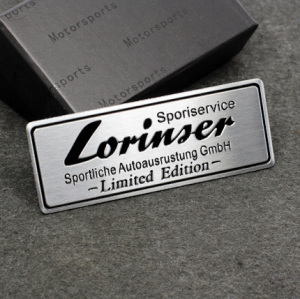 Motorsports
Motorsports
Sporiservice
Lorinser
Sportliche Autoausrustung GmbH
–Limited Edition–